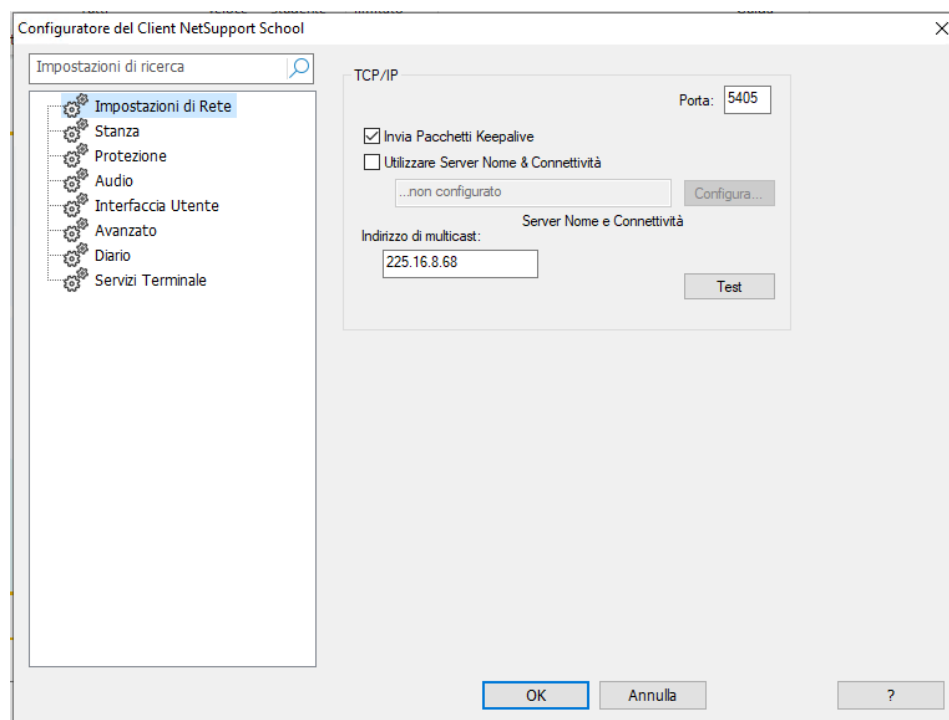 Configuratore del Client NetSupport School
Impostazioni di ricerca
Impostazioni di Rete
Stanza
Protezione
Audio
Interfaccia Utente
Avanzato
Diario
Servizi Terminale
TCP/IP
Porta: 5405
Invia Pacchetti Keepalive
Utilizzare Server Nome & Connettività
...non configurato
Configura...
Server Nome e Connettività
Indirizzo di multicast:
225.16.8.68
Test
OK
Annulla
?